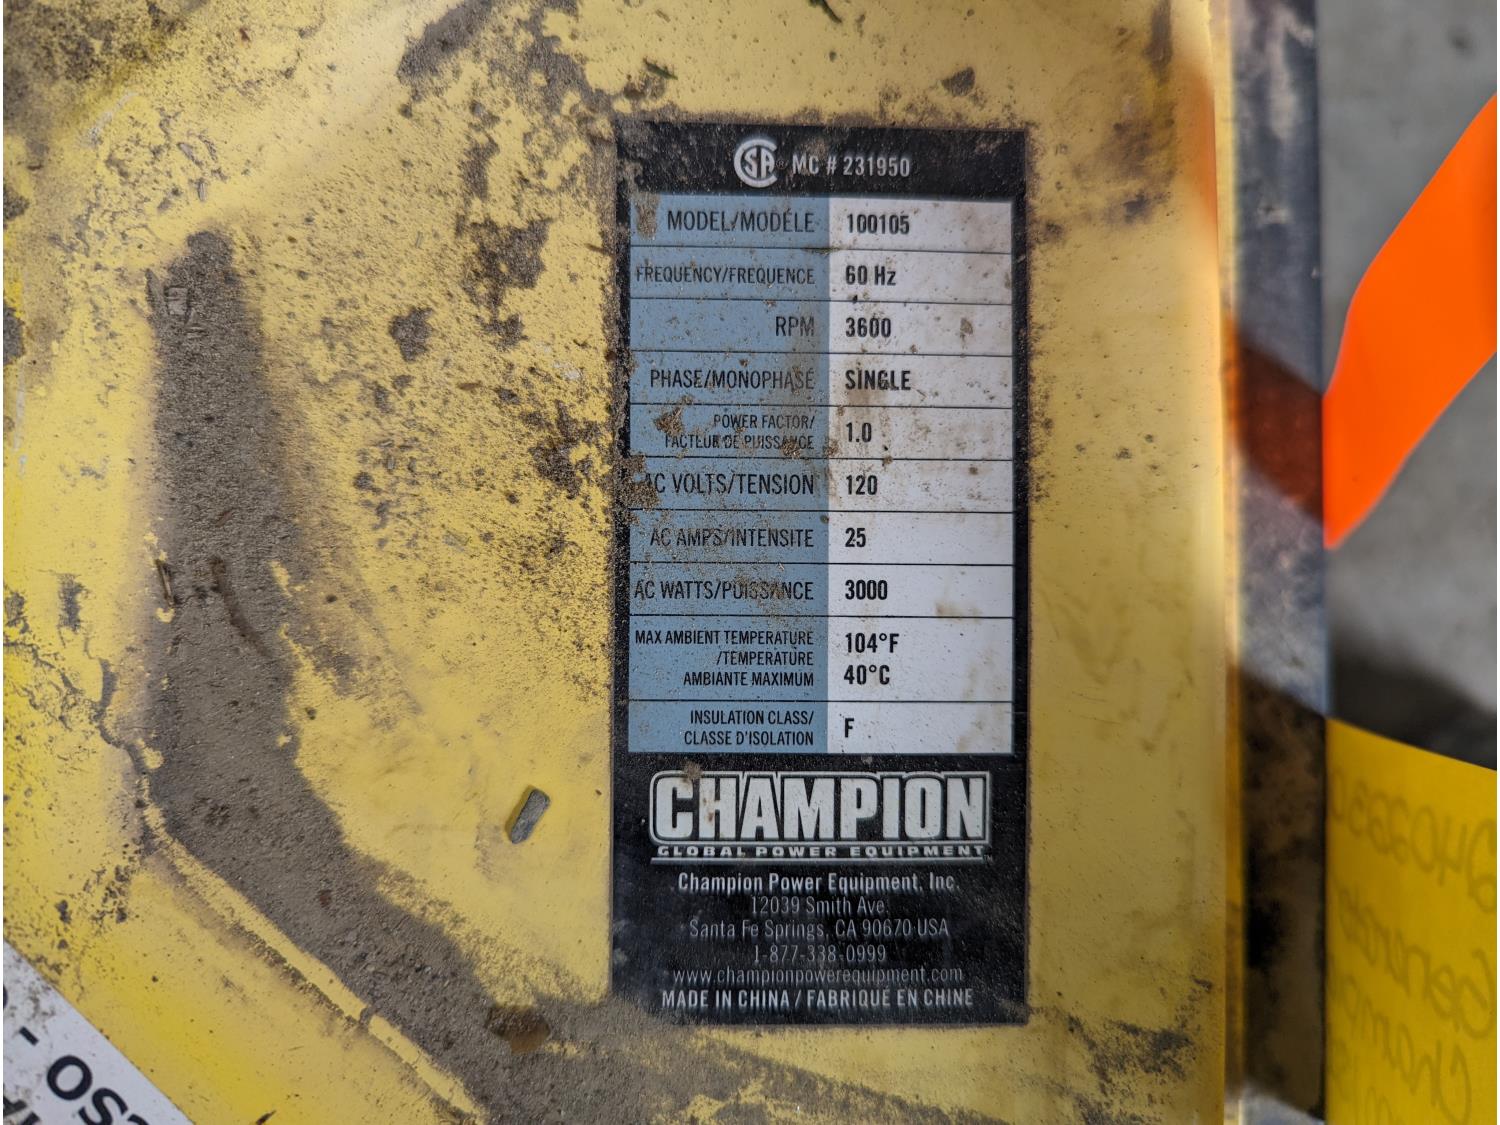 CSA MC # 231950
MODEL/MODÈLE 100105
FREQUENCY/FREQUENCE 60 Hz
RPM 3600
PHASE/MONOPHASÉ SINGLE
POWER FACTOR/
FACTEUR DE PUISSANCE 1.0
AC VOLTS/TENSION 120
AC AMPS/INTENSITE 25
AC WATTS/PUISSANCE 3000
MAX AMBIENT TEMPERATURE 104°F
/TEMPERATURE
AMBIANTE MAXIMUM 40°C
INSULATION CLASS/
CLASSE D'ISOLATION F
CHAMPION
GLOBAL POWER EQUIPMENT™
Champion Power Equipment, Inc.
12039 Smith Ave.
Santa Fe Springs, CA 90670 USA
1-877-338-0999
www.championpowerequipment.com
MADE IN CHINA / FABRIQUÉ EN CHINE